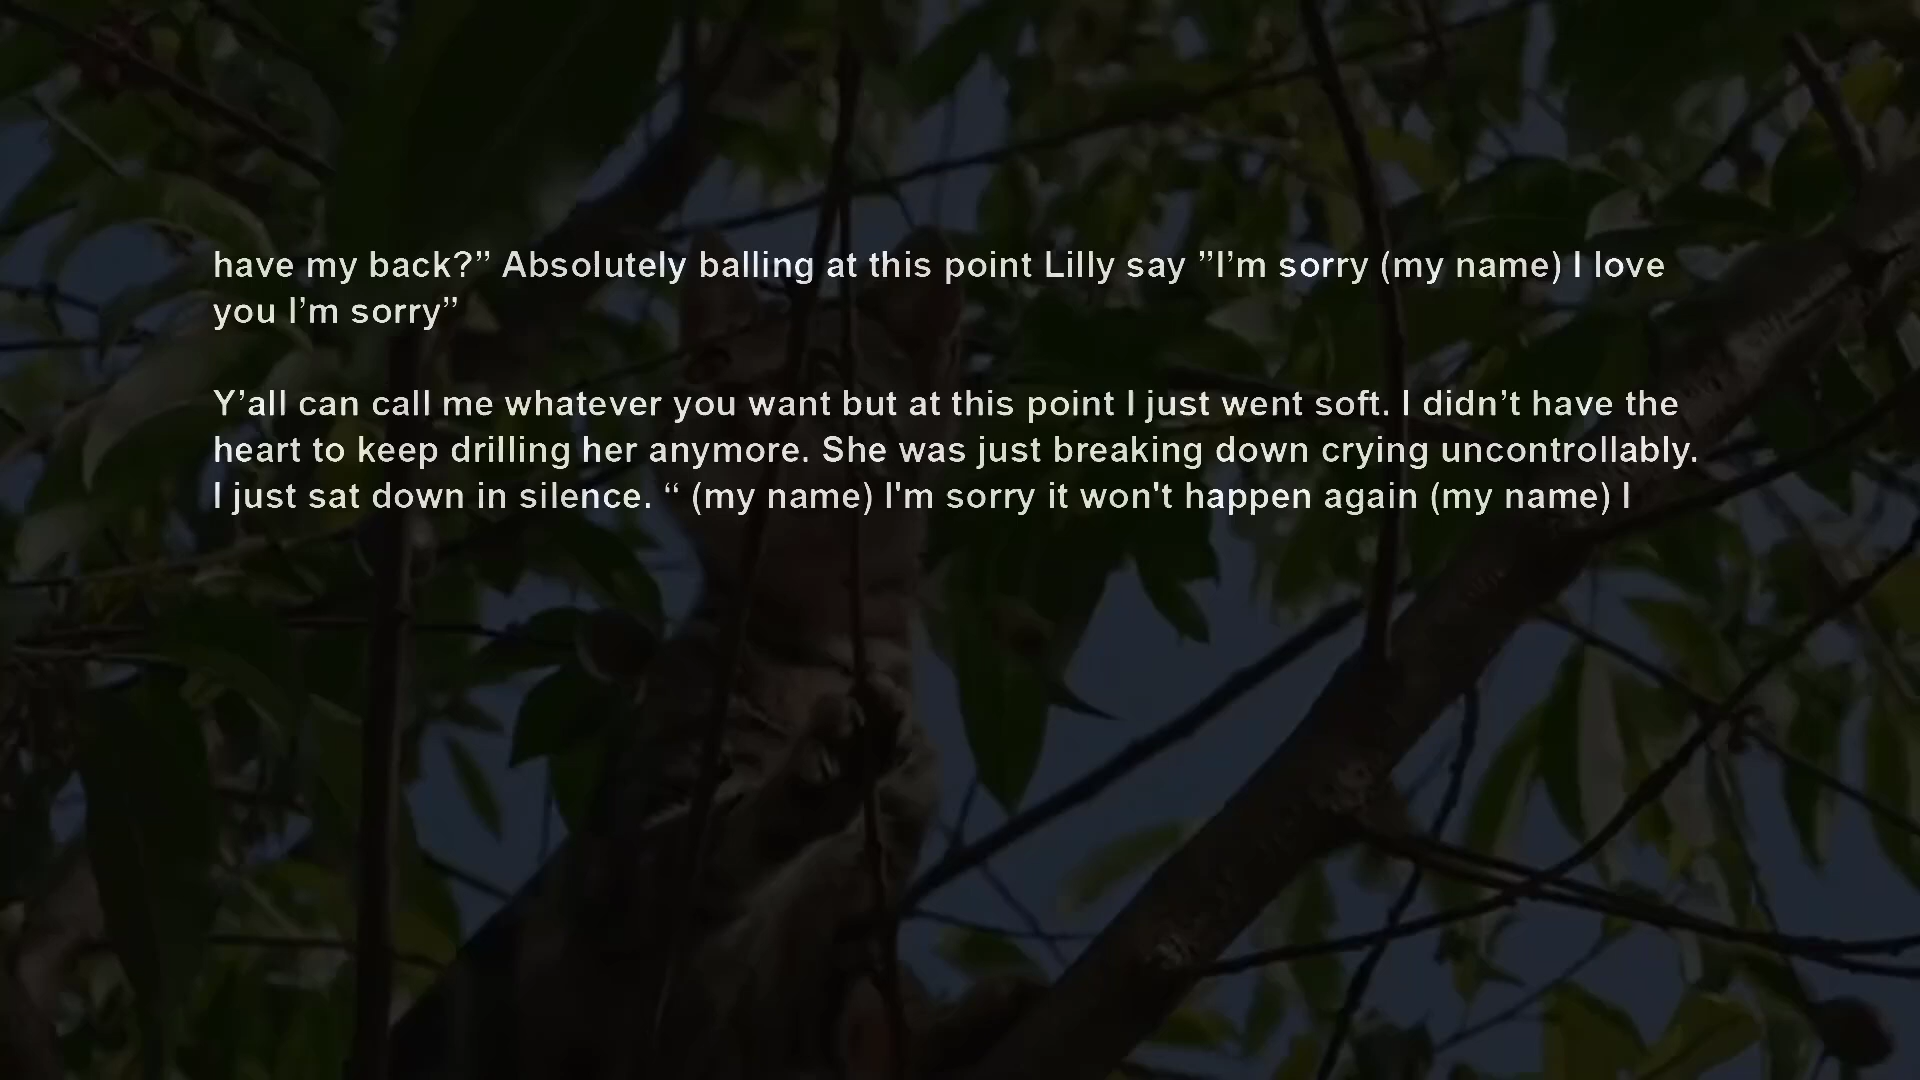 have my back?” Absolutely balling at this point Lilly say ”I’m sorry (my name) I love
you I’m sorry”
Y’all can call me whatever you want but at this point I just went soft. I didn’t have the
heart to keep drilling her anymore. She was just breaking down crying uncontrollably.
I just sat down in silence. “ (my name) I'm sorry it won't happen again (my name) I